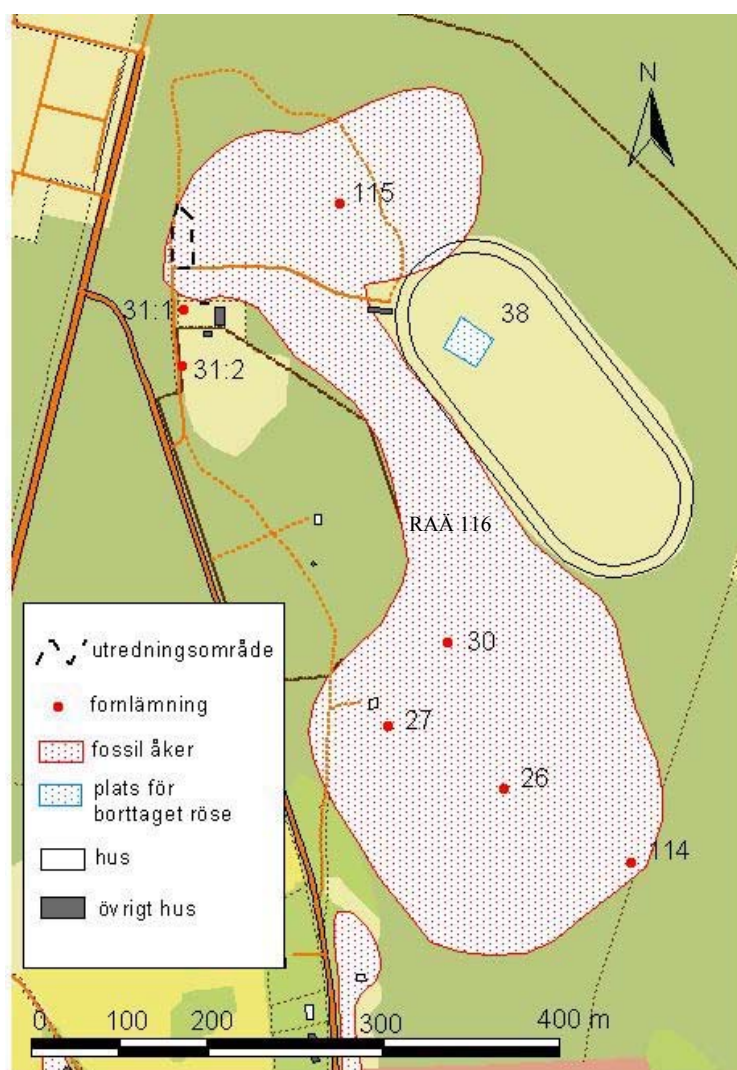 N
115
38
31:1
31:2
RAÄ 116
30
27
26
114
utredningsområde
fornlämning
fossil åker
plats för
borttaget röse
hus
övrigt hus
0 100 200 300 400 m